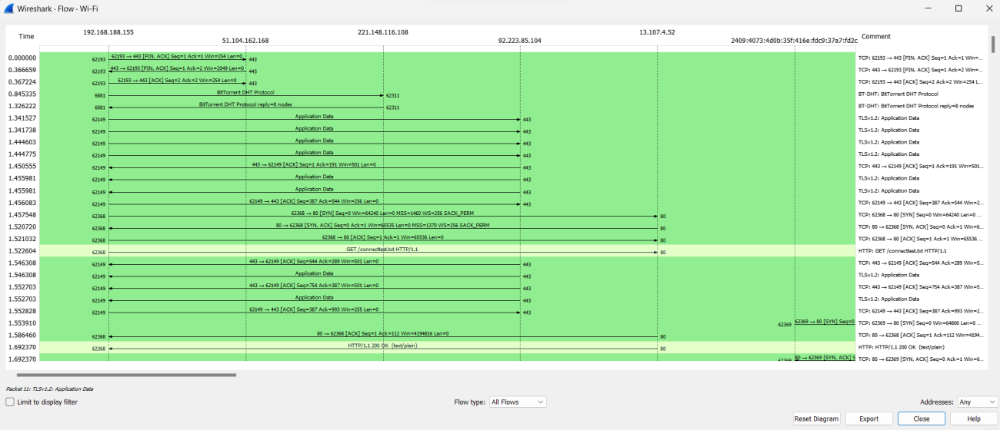 Wireshark · Flow · Wi-Fi
Time 192.168.188.155 51.104.162.168 221.148.116.108 92.223.85.104 13.107.4.52 2409:4073:4d0b:35f:416e:fdc9:37a7:fd2c Comment
0.000000 62193 62193 → 443 [FIN, ACK] Seq=1 Ack=1 Win=254 Len=0 443 TCP: 62193 → 443 [FIN, ACK] Seq=1 Ack=1 Win=...
0.366659 62193 443 → 62193 [FIN, ACK] Seq=1 Ack=2 Win=2049 Len=0 443 TCP: 443 → 62193 [FIN, ACK] Seq=1 Ack=2 Win=...
0.367224 62193 62193 → 443 [ACK] Seq=2 Ack=2 Win=254 Len=0 443 TCP: 62193 → 443 [ACK] Seq=2 Ack=2 Win=254 L...
0.845335 6881 BitTorrent DHT Protocol 62311 BT-DHT: BitTorrent DHT Protocol
1.326222 6881 BitTorrent DHT Protocol reply=8 nodes 62311 BT-DHT: BitTorrent DHT Protocol reply=8 nodes
1.341527 62149 Application Data 443 TLSv1.2: Application Data
1.341738 62149 Application Data 443 TLSv1.2: Application Data
1.444603 62149 Application Data 443 TLSv1.2: Application Data
1.444775 62149 Application Data 443 TLSv1.2: Application Data
1.450555 62149 443 → 62149 [ACK] Seq=1 Ack=191 Win=501 Len=0 443 TCP: 443 → 62149 [ACK] Seq=1 Ack=191 Win=501...
1.455981 62149 Application Data 443 TLSv1.2: Application Data
1.455981 62149 Application Data 443 TLSv1.2: Application Data
1.456083 62149 62149 → 443 [ACK] Seq=387 Ack=544 Win=256 Len=0 443 TCP: 62149 → 443 [ACK] Seq=387 Ack=544 Win=2...
1.457548 62368 62368 → 80 [SYN] Seq=0 Win=64240 Len=0 MSS=1460 WS=256 SACK_PERM 80 TCP: 62368 → 80 [SYN] Seq=0 Win=64240 Len=0 ...
1.520720 62368 80 → 62368 [SYN, ACK] Seq=0 Ack=1 Win=65535 Len=0 MSS=1370 WS=256 SACK_PERM 80 TCP: 80 → 62368 [SYN, ACK] Seq=0 Ack=1 Win=6...
1.521032 62368 62368 → 80 [ACK] Seq=1 Ack=1 Win=65536 Len=0 80 TCP: 62368 → 80 [ACK] Seq=1 Ack=1 Win=65536 ...
1.522604 62368 GET /connecttest.txt HTTP/1.1 80 HTTP: GET /connecttest.txt HTTP/1.1
1.546308 62149 443 → 62149 [ACK] Seq=544 Ack=289 Win=501 Len=0 443 TCP: 443 → 62149 [ACK] Seq=544 Ack=289 Win=5...
1.546308 62149 Application Data 443 TLSv1.2: Application Data
1.552703 62149 443 → 62149 [ACK] Seq=754 Ack=387 Win=501 Len=0 443 TCP: 443 → 62149 [ACK] Seq=754 Ack=387 Win=5...
1.552703 62149 Application Data 443 TLSv1.2: Application Data
1.552828 62149 62149 → 443 [ACK] Seq=387 Ack=993 Win=255 Len=0 443 TCP: 62149 → 443 [ACK] Seq=387 Ack=993 Win=2...
1.553910 62369 62369 → 80 [SYN] Seq=0 TCP: 62369 → 80 [SYN] Seq=0 Win=64800 Len=0 ...
1.586460 62368 80 → 62368 [ACK] Seq=1 Ack=112 Win=4194816 Len=0 80 TCP: 80 → 62368 [ACK] Seq=1 Ack=112 Win=4194...
1.692370 62368 HTTP/1.1 200 OK (text/plain) 80 HTTP: HTTP/1.1 200 OK (text/plain)
1.692370 62369 80 → 62369 [SYN, ACK] S TCP: 80 → 62369 [SYN, ACK] Seq=0 Ack=1 Win=6...
Packet 11: TLSv1.2: Application Data
Limit to display filter Flow type: All Flows Addresses: Any
Reset Diagram Export Close Help